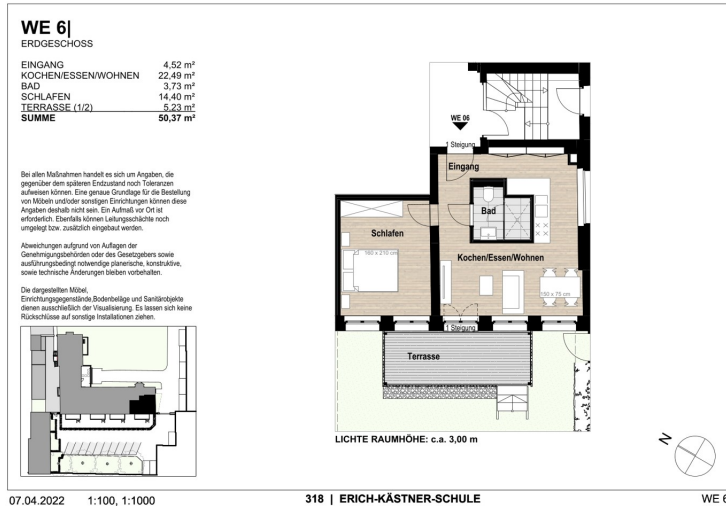 WE 6|
ERDGESCHOSS
EINGANG 4,52 m²
KOCHEN/ESSEN/WOHNEN 22,49 m²
BAD 3,73 m²
SCHLAFEN 14,40 m²
TERRASSE (1/2) 5,23 m²
SUMME 50,37 m²
Bei allen Maßnahmen handelt es sich um Angaben, die
gegenüber dem späteren Endzustand noch Toleranzen
aufweisen können. Eine genaue Grundlage für die Bestellung
von Möbeln und/oder sonstigen Einrichtungen können diese
Angaben deshalb nicht sein. Ein Aufmaß vor Ort ist
erforderlich. Ebenfalls können Leitungsschächte noch
umgelegt bzw. zusätzlich eingebaut werden.
Abweichungen aufgrund von Auflagen der
Genehmigungsbehörden oder des Gesetzgebers sowie
ausführungsbedingt notwendige planerische, konstruktive,
sowie technische Änderungen bleiben vorbehalten.
Die dargestellten Möbel,
Einrichtungsgegenstände,Bodenbeläge und Sanitärobjekte
dienen ausschließlich der Visualisierung. Es lassen sich keine
Rückschlüsse auf sonstige Installationen ziehen.
WE 06
1 Steigung
Eingang
Bad
Schlafen
160 x 210 cm
Kochen/Essen/Wohnen
150 x 75 cm
1 Steigung
Terrasse
LICHTE RAUMHÖHE: c.a. 3,00 m
N
07.04.2022 1:100, 1:1000 318 | ERICH-KÄSTNER-SCHULE WE 6